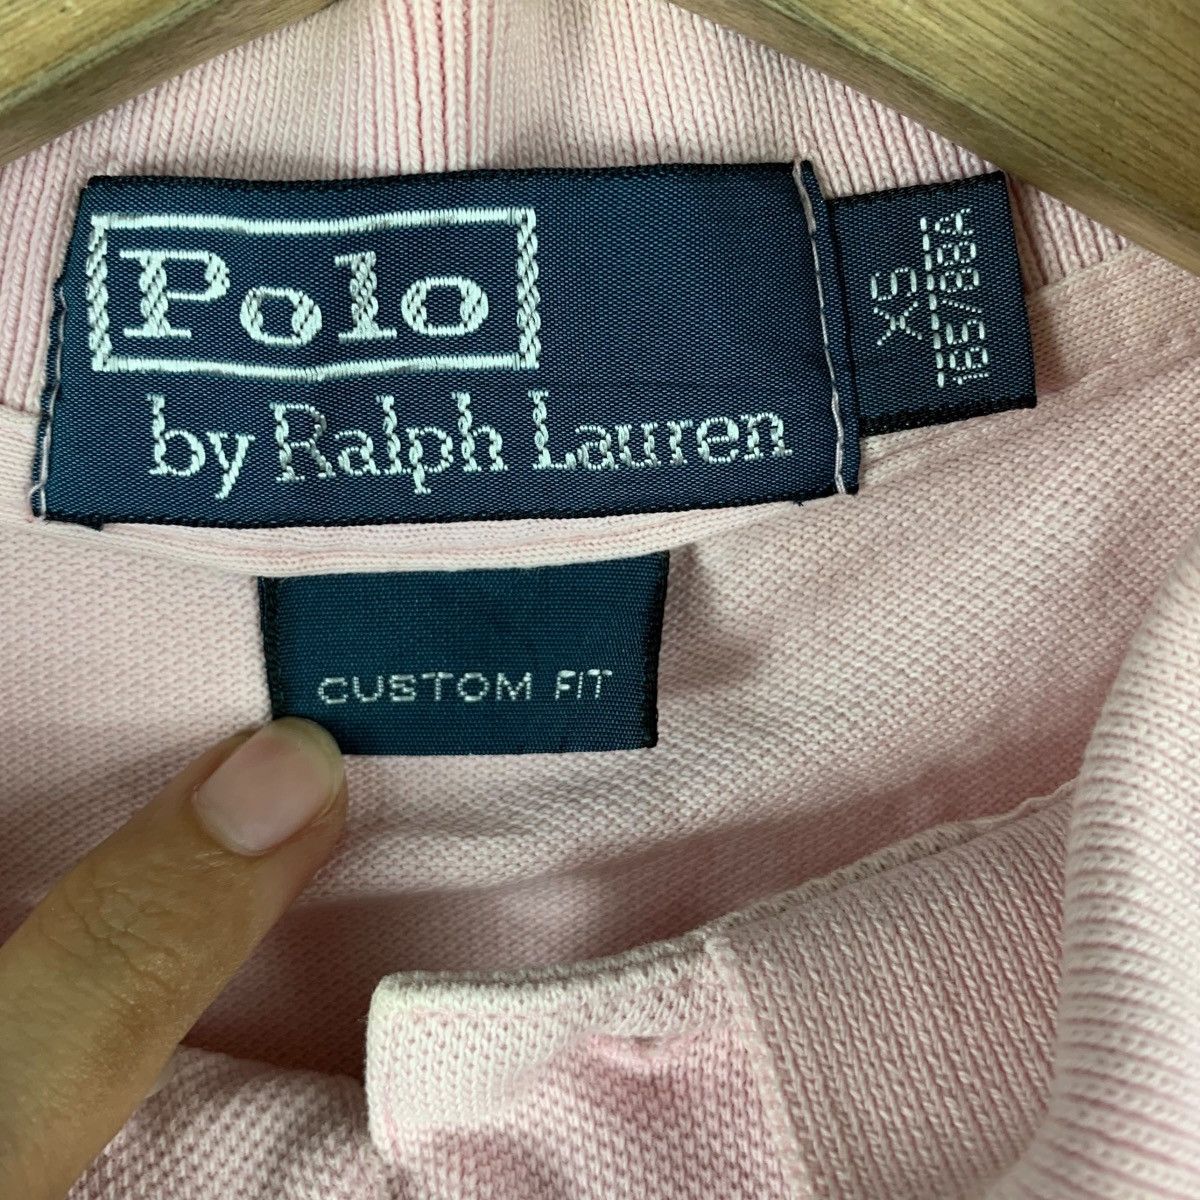 Polo
by Ralph Lauren
XS
165/88A
CUSTOM FIT